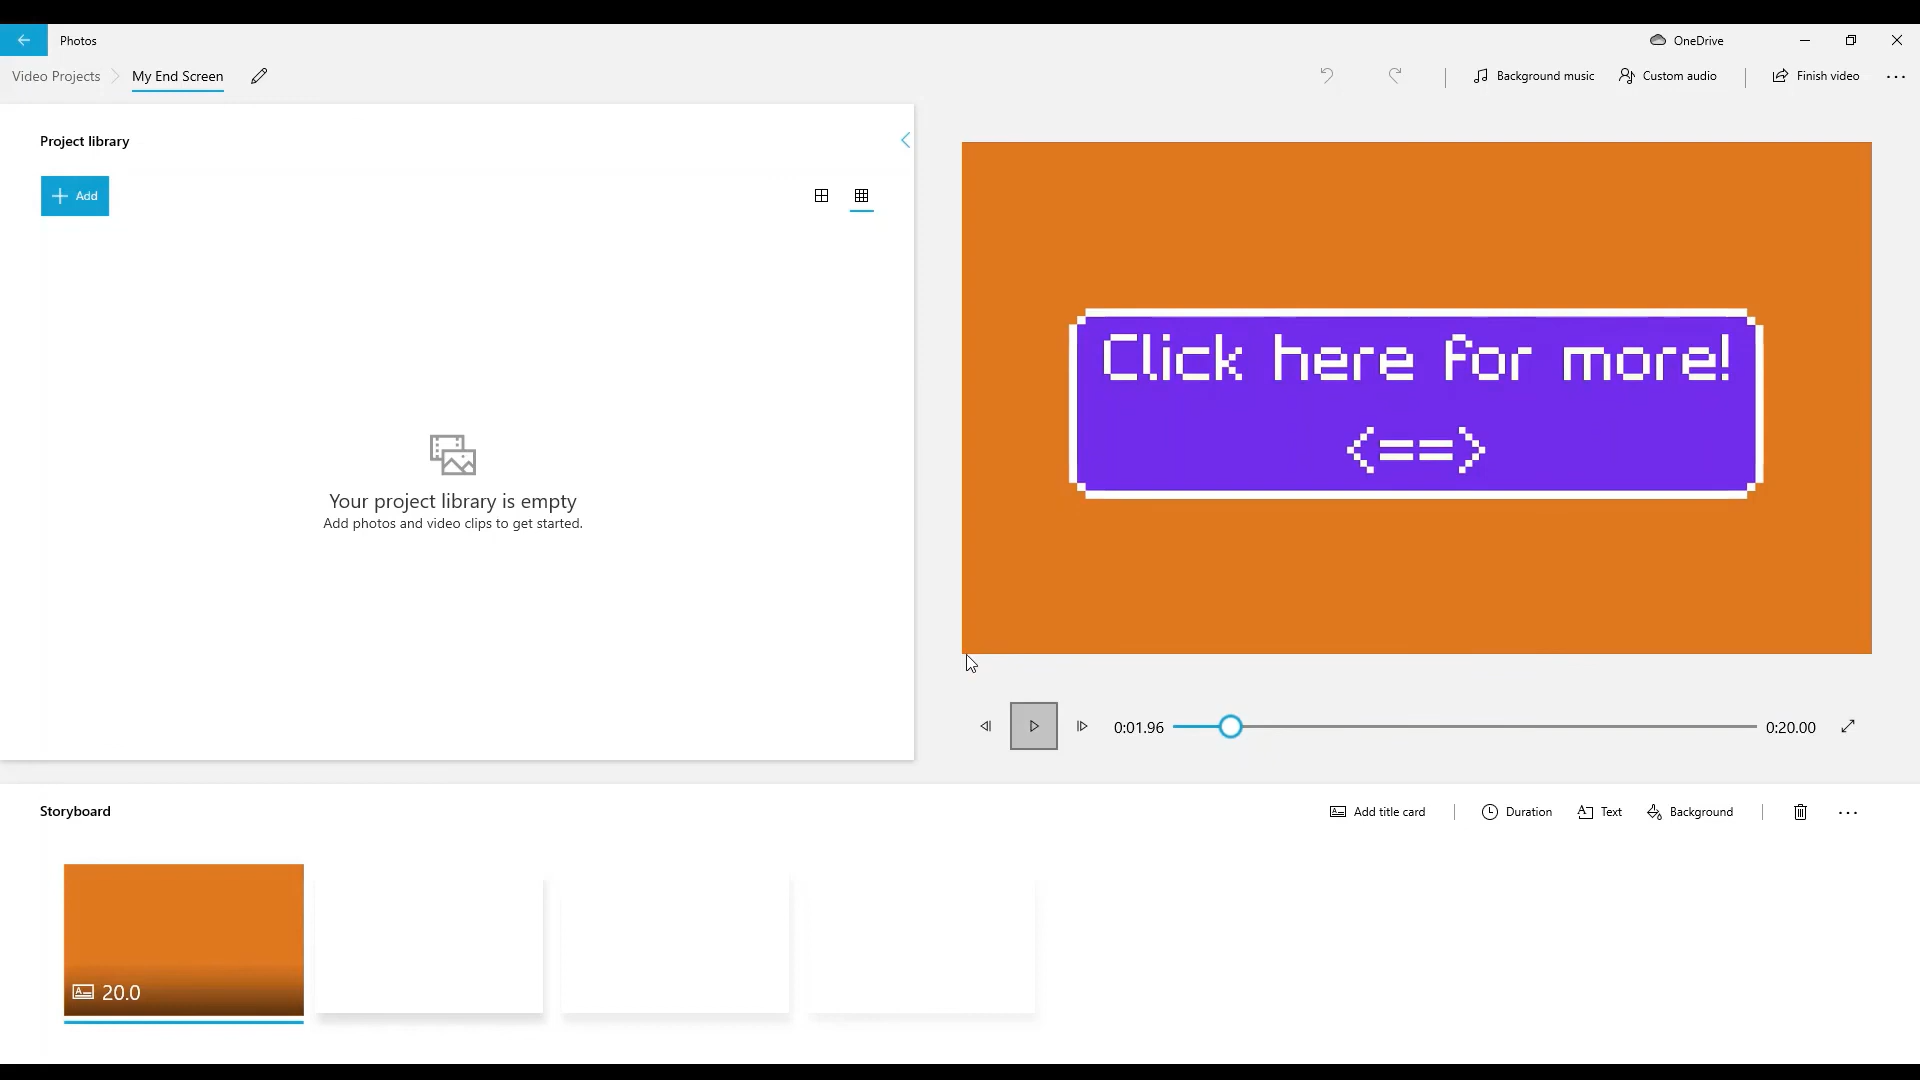 Photos
OneDrive
Video Projects
My End Screen
Background music
Custom audio
Finish video
Project library
Add
Your project library is empty
Add photos and video clips to get started.
Click here for more!
<==>
0:01.96
0:20.00
Storyboard
Add title card
Duration
Text
Background
20.0